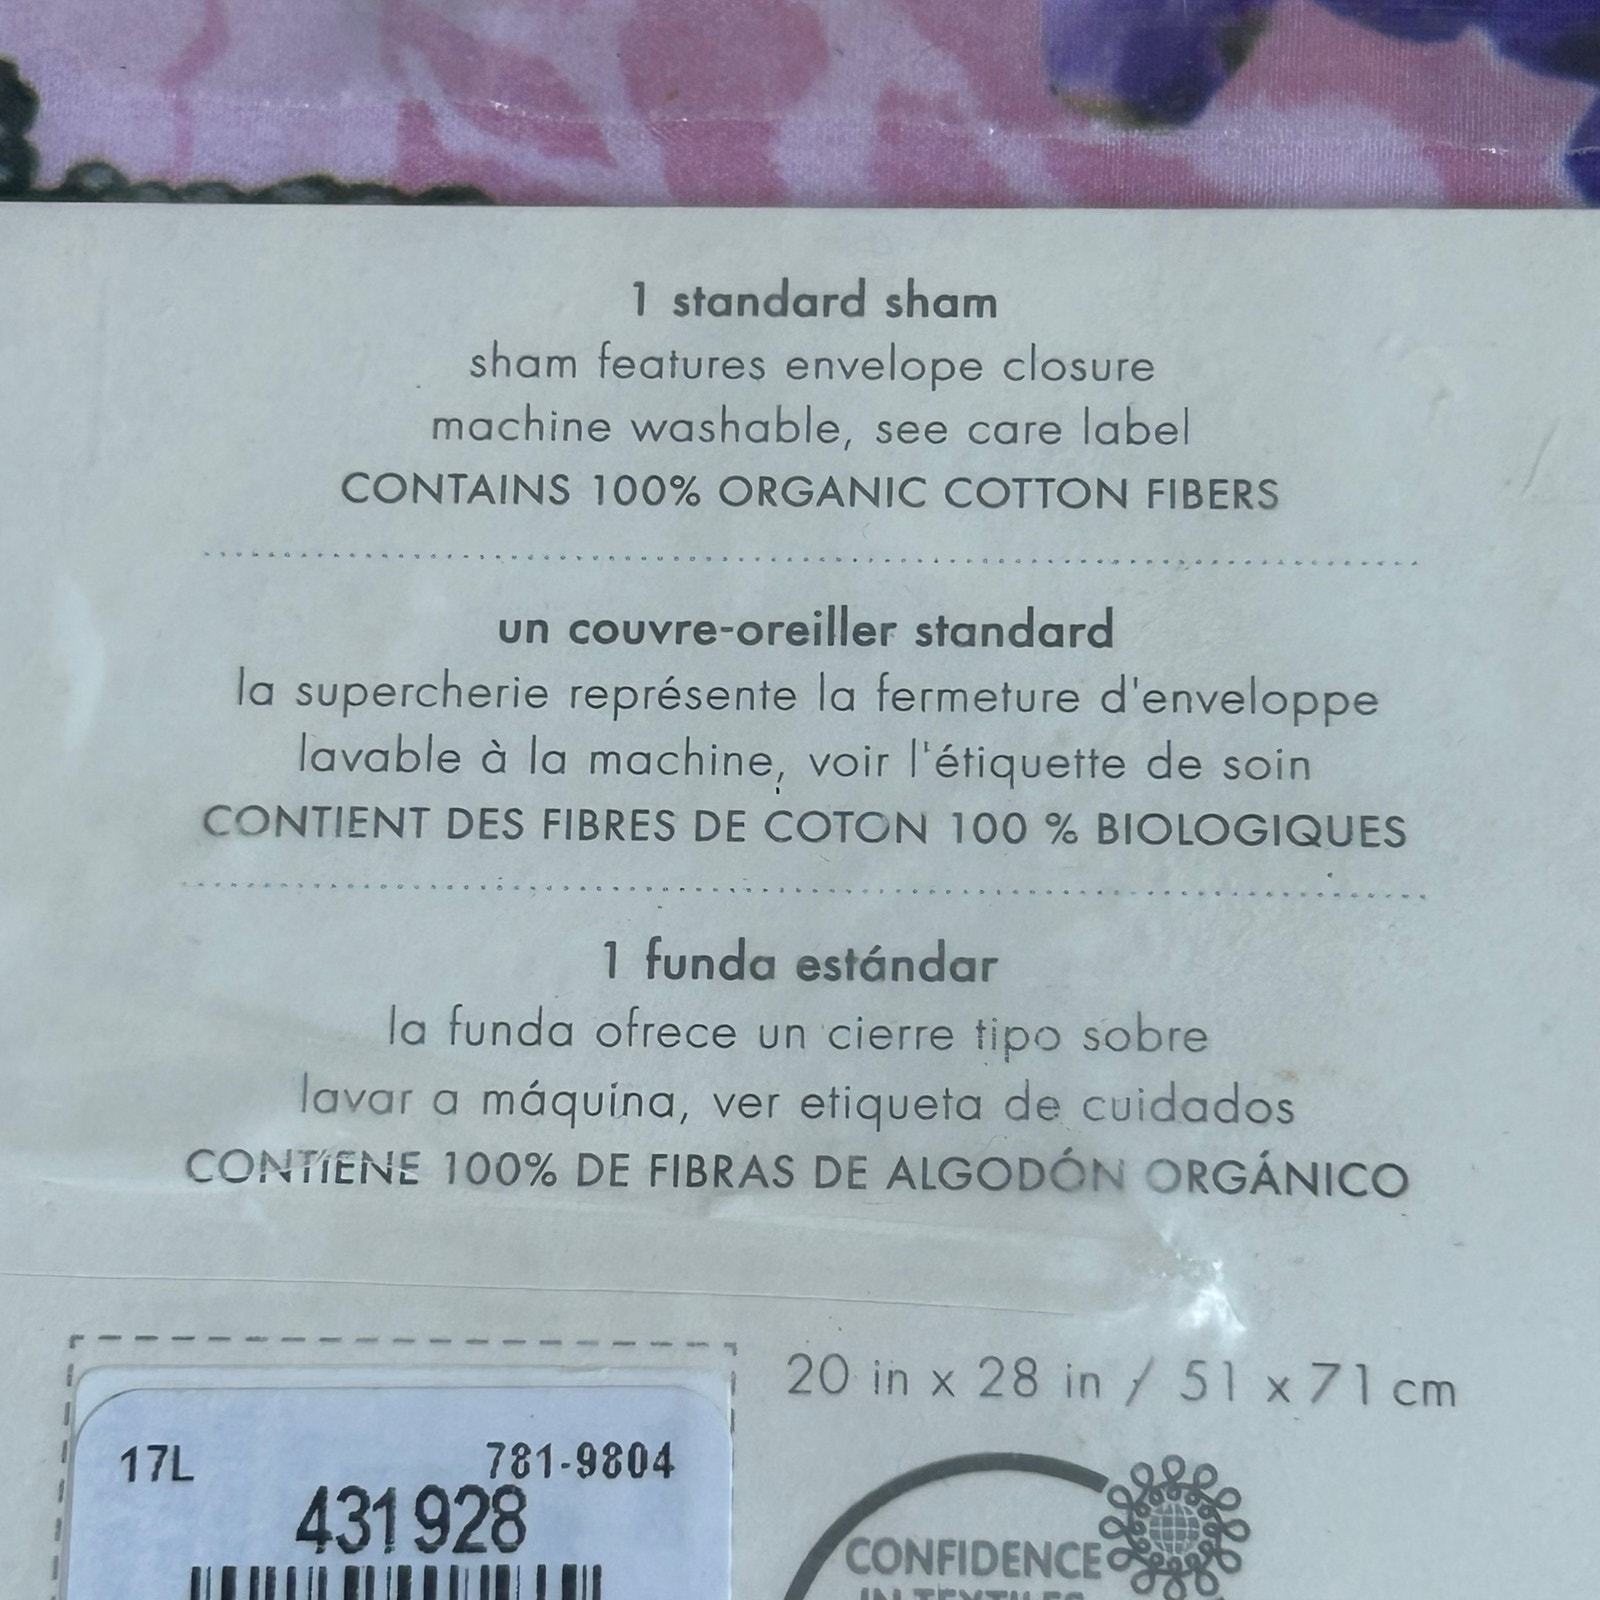 1 standard sham
sham features envelope closure
machine washable, see care label
CONTAINS 100% ORGANIC COTTON FIBERS
un couvre-oreiller standard
la supercherie représente la fermeture d'enveloppe
lavable à la machine, voir l'étiquette de soin
CONTIENT DES FIBRES DE COTON 100 % BIOLOGIQUES
1 funda estándar
la funda ofrece un cierre tipo sobre
lavar a máquina, ver etiqueta de cuidados
CONTIENE 100% DE FIBRAS DE ALGODÓN ORGÁNICO
20 in x 28 in / 51 x 71 cm
17L 781-9804
431928
CONFIDENCE
IN TEXTILES